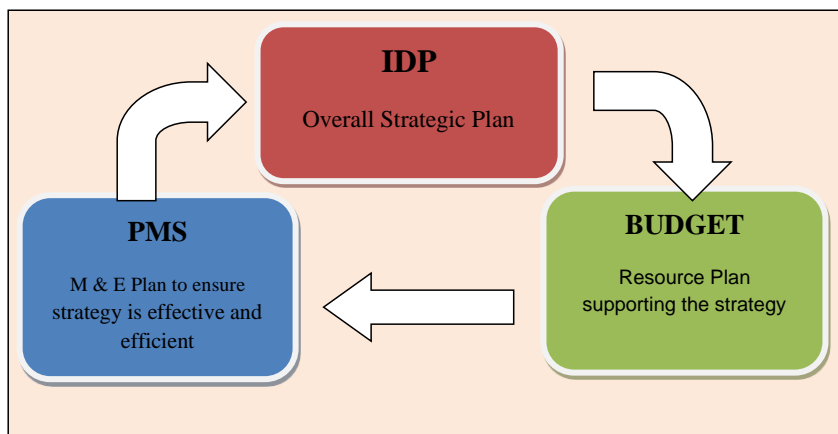 IDP
Overall Strategic Plan
PMS
M & E Plan to ensure
strategy is effective and
efficient
BUDGET
Resource Plan
supporting the strategy